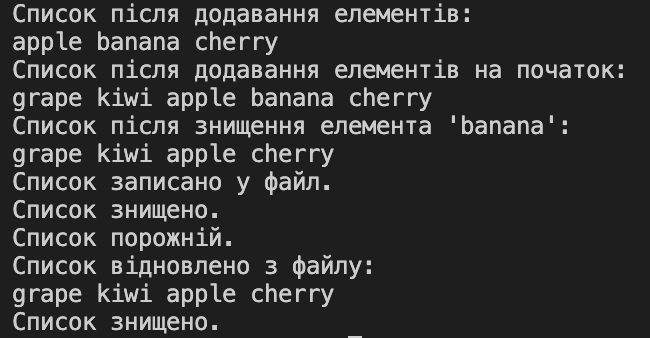 Список після додавання елементів:
apple banana cherry
Список після додавання елементів на початок:
grape kiwi apple banana cherry
Список після знищення елемента 'banana':
grape kiwi apple cherry
Список записано у файл.
Список знищено.
Список порожній.
Список відновлено з файлу:
grape kiwi apple cherry
Список знищено.